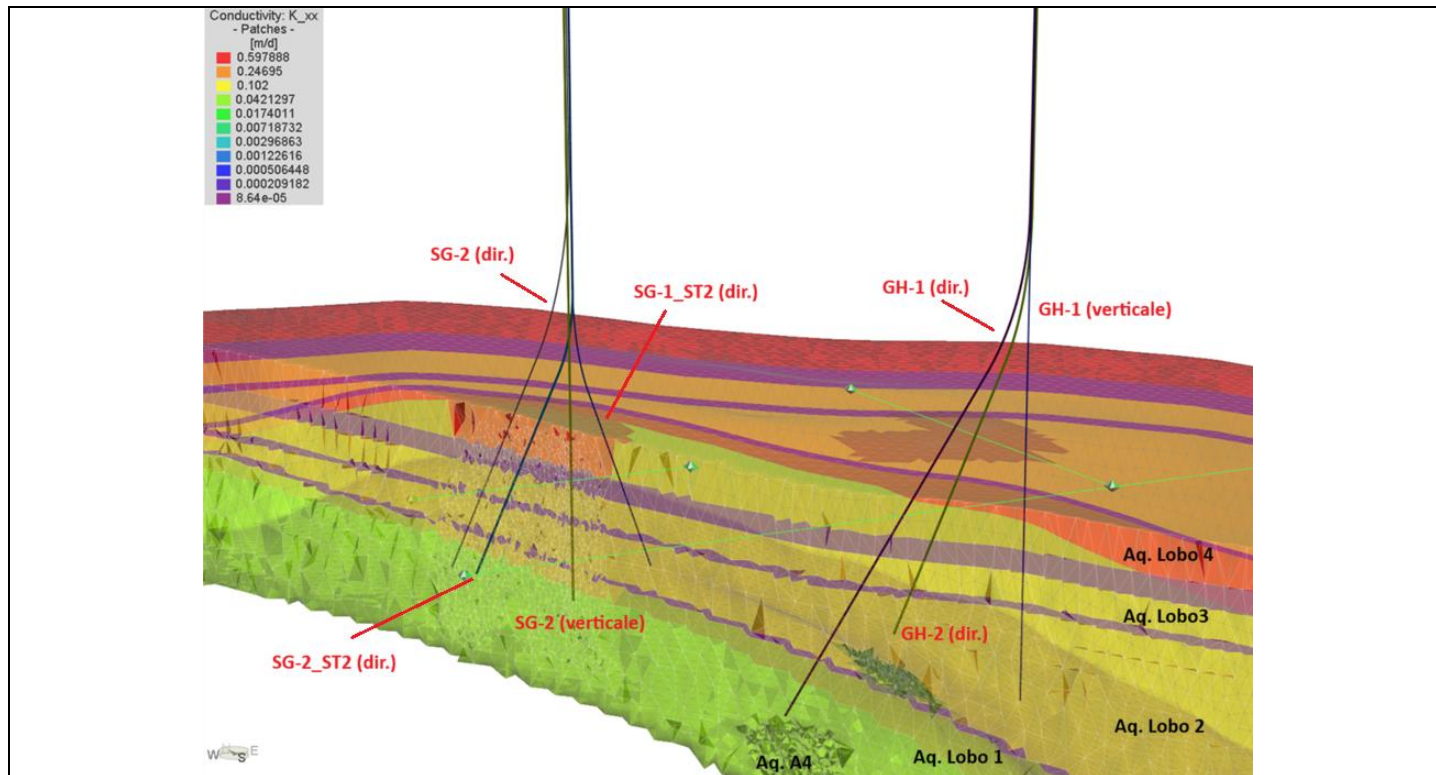 Conductivity: K_xx
- Patches -
[m/d]
0.597888
0.24695
0.102
0.0421297
0.0174011
0.00718732
0.00296863
0.00122616
0.000506448
0.000209182
8.64e-05
SG-2 (dir.)
SG-1_ST2 (dir.)
GH-1 (dir.)
GH-1 (verticale)
Aq. Lobo 4
Aq. Lobo3
SG-2 (verticale)
GH-2 (dir.)
SG-2_ST2 (dir.)
Aq. Lobo 2
Aq. Lobo 1
Aq. A4
W S E